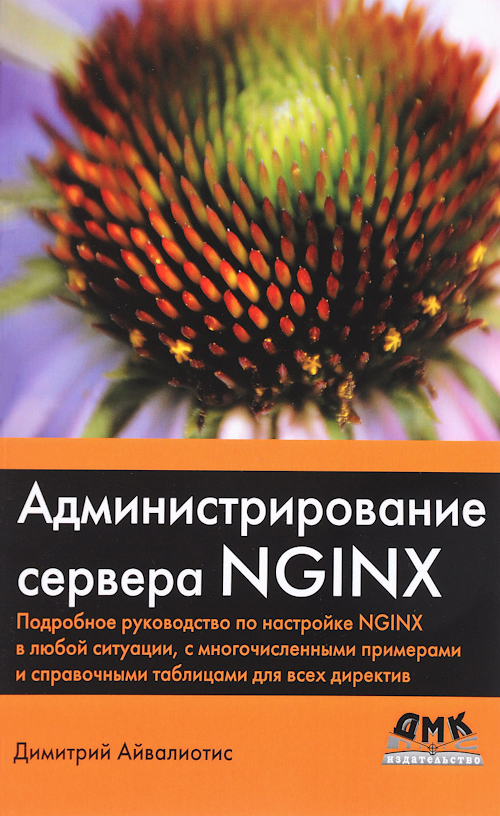 Администрирование
сервера NGINX
Подробное руководство по настройке NGINX
в любой ситуации, с многочисленными примерами
и справочными таблицами для всех директив
Димитрий Айвалиотис
ДМК
издательство